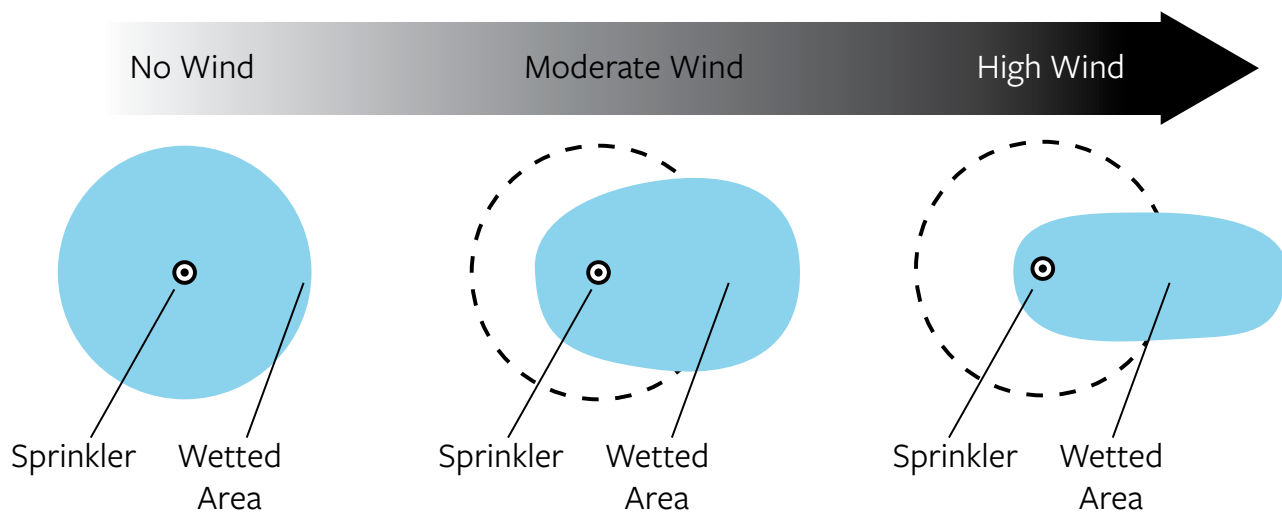 No Wind
Moderate Wind
High Wind
Sprinkler
Wetted
Area
Sprinkler
Wetted
Area
Sprinkler
Wetted
Area